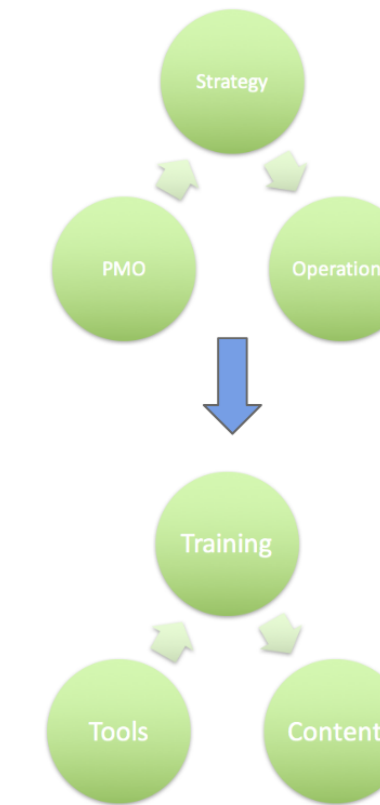 Strategy
PMO
Operation
Training
Tools
Content